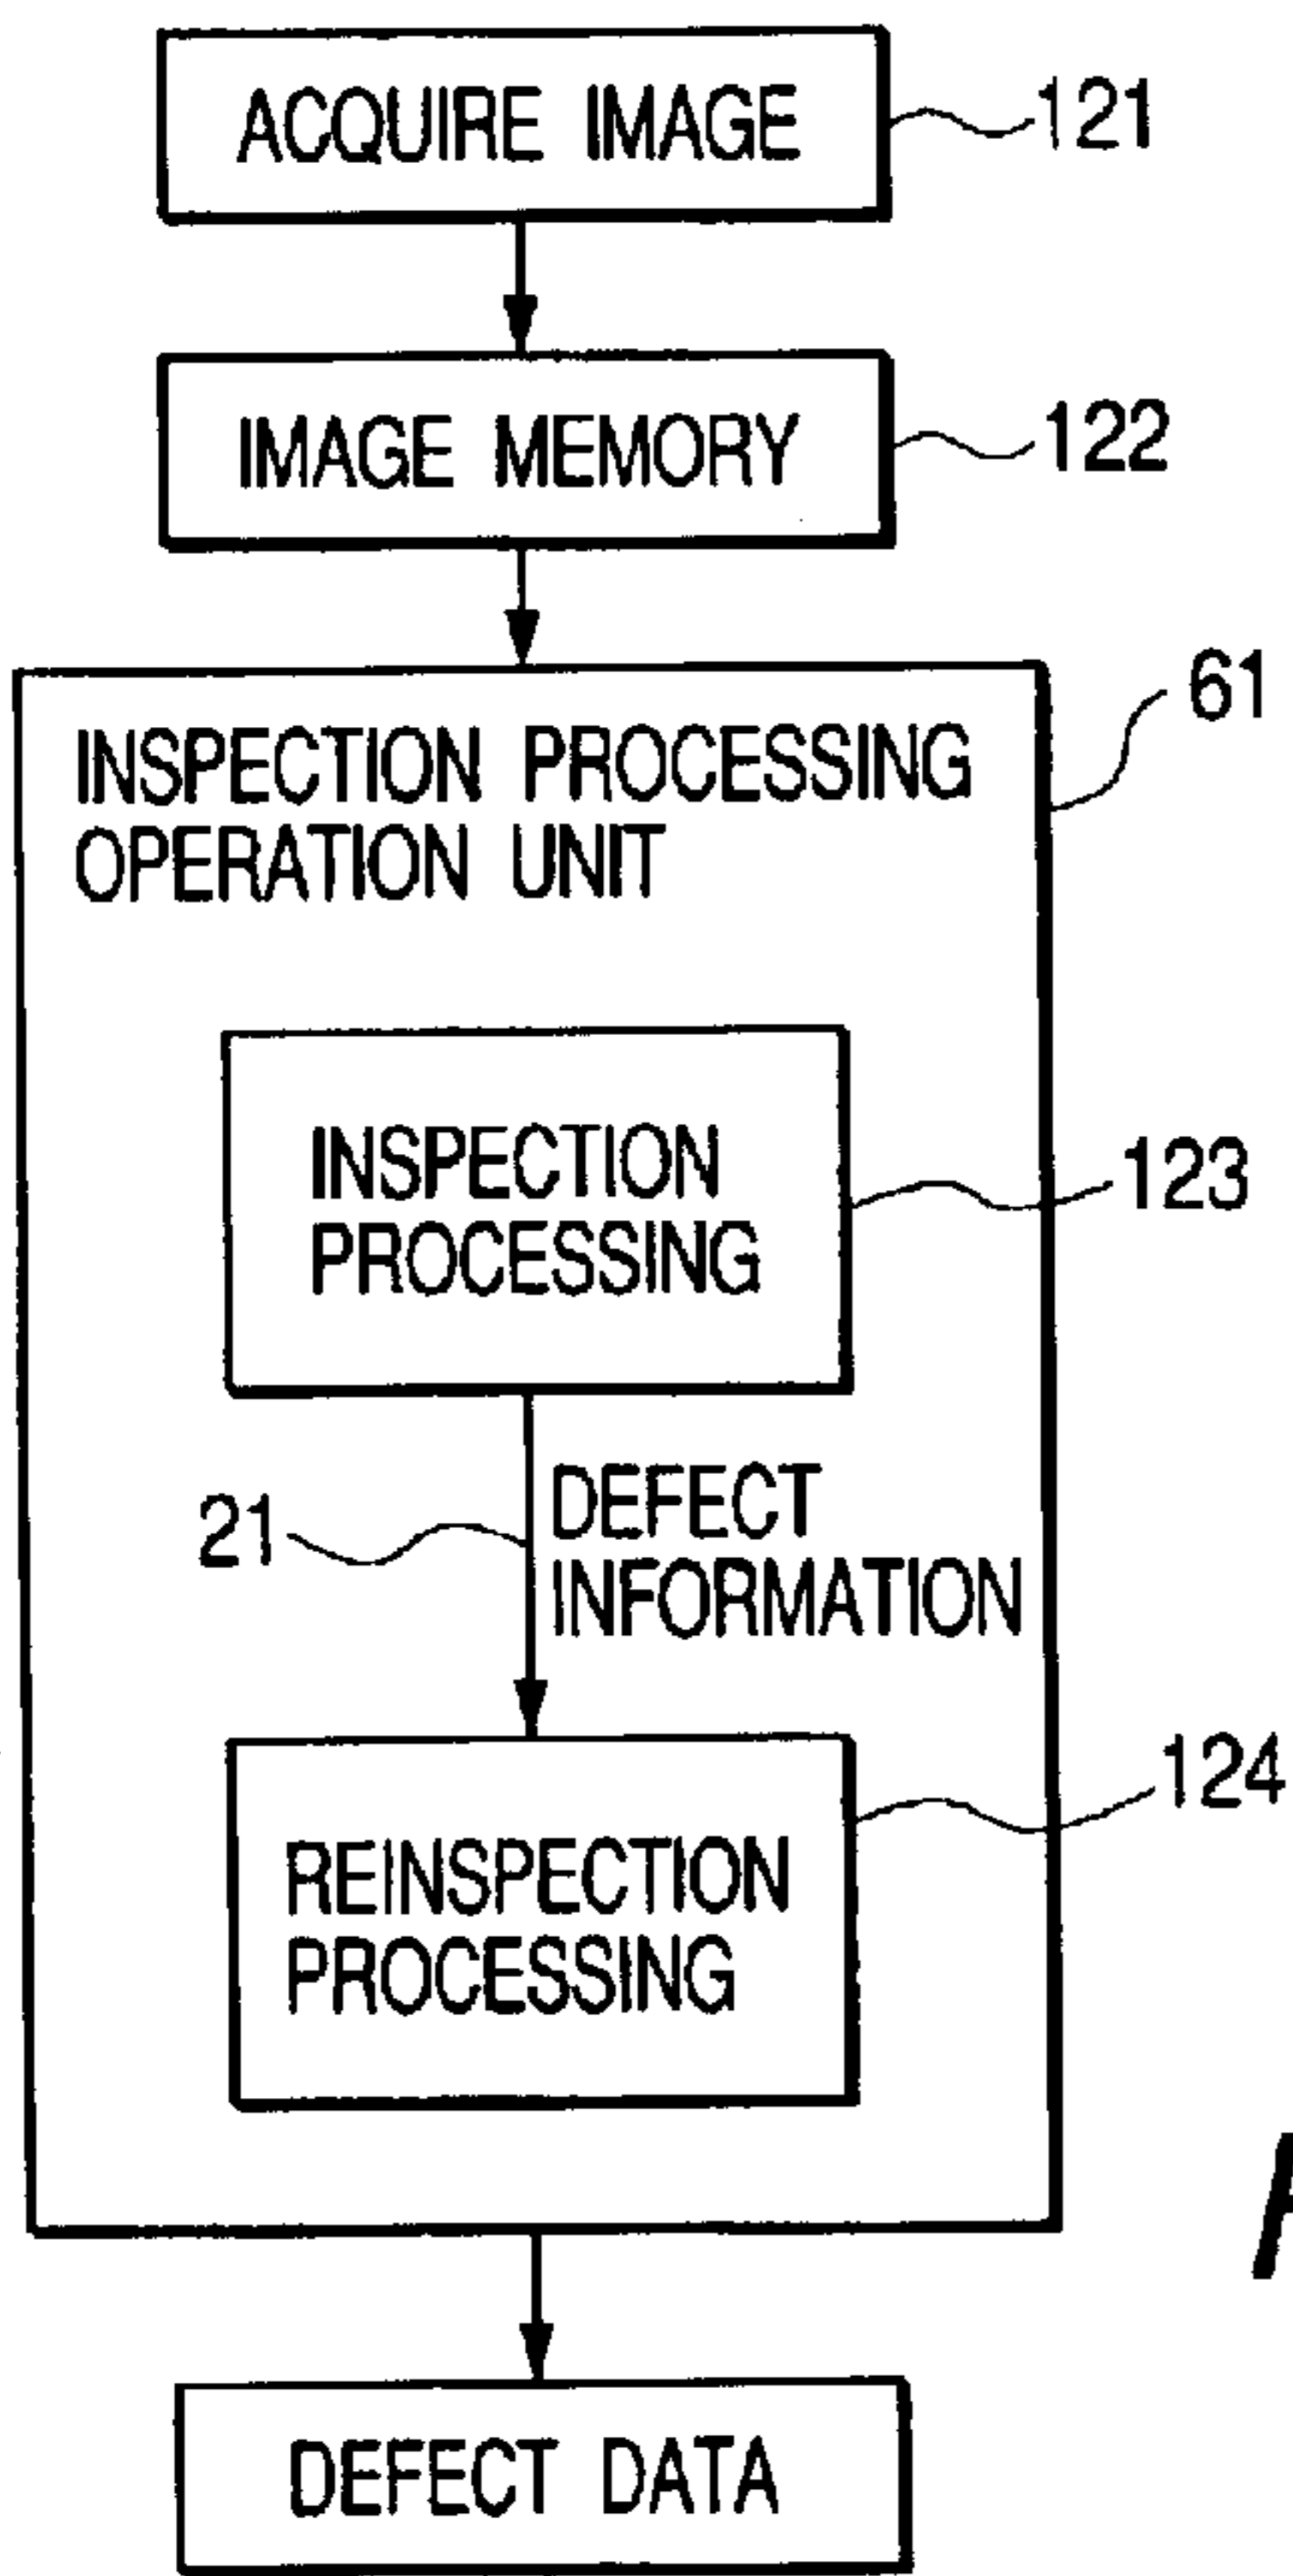 ACQUIRE IMAGE
121
IMAGE MEMORY
122
61
INSPECTION PROCESSING
OPERATION UNIT
INSPECTION
PROCESSING
123
21
DEFECT
INFORMATION
124
REINSPECTION
PROCESSING
DEFECT DATA